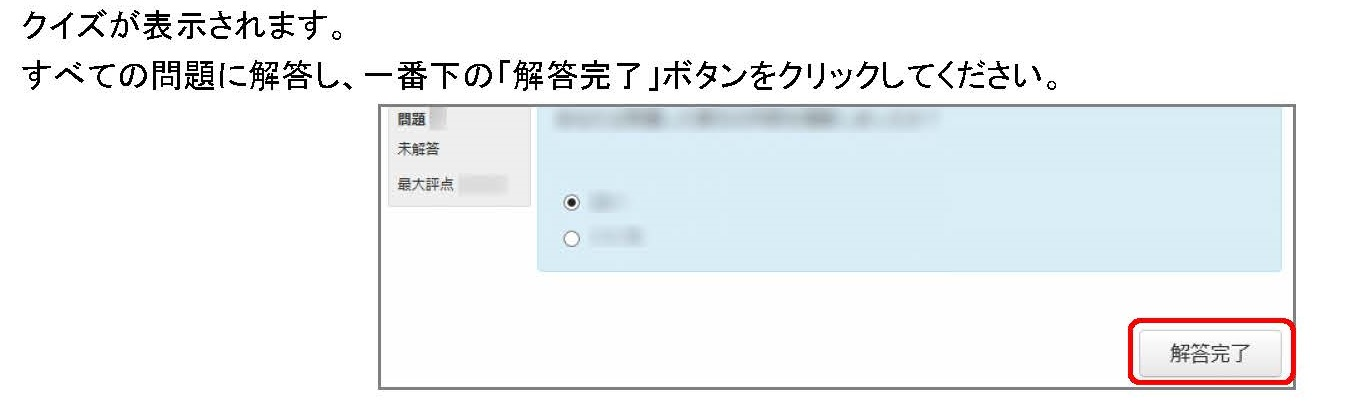 クイズが表示されます。
すべての問題に解答し、一番下の「解答完了」ボタンをクリックしてください。
問題
未解答
最大評点
解答完了